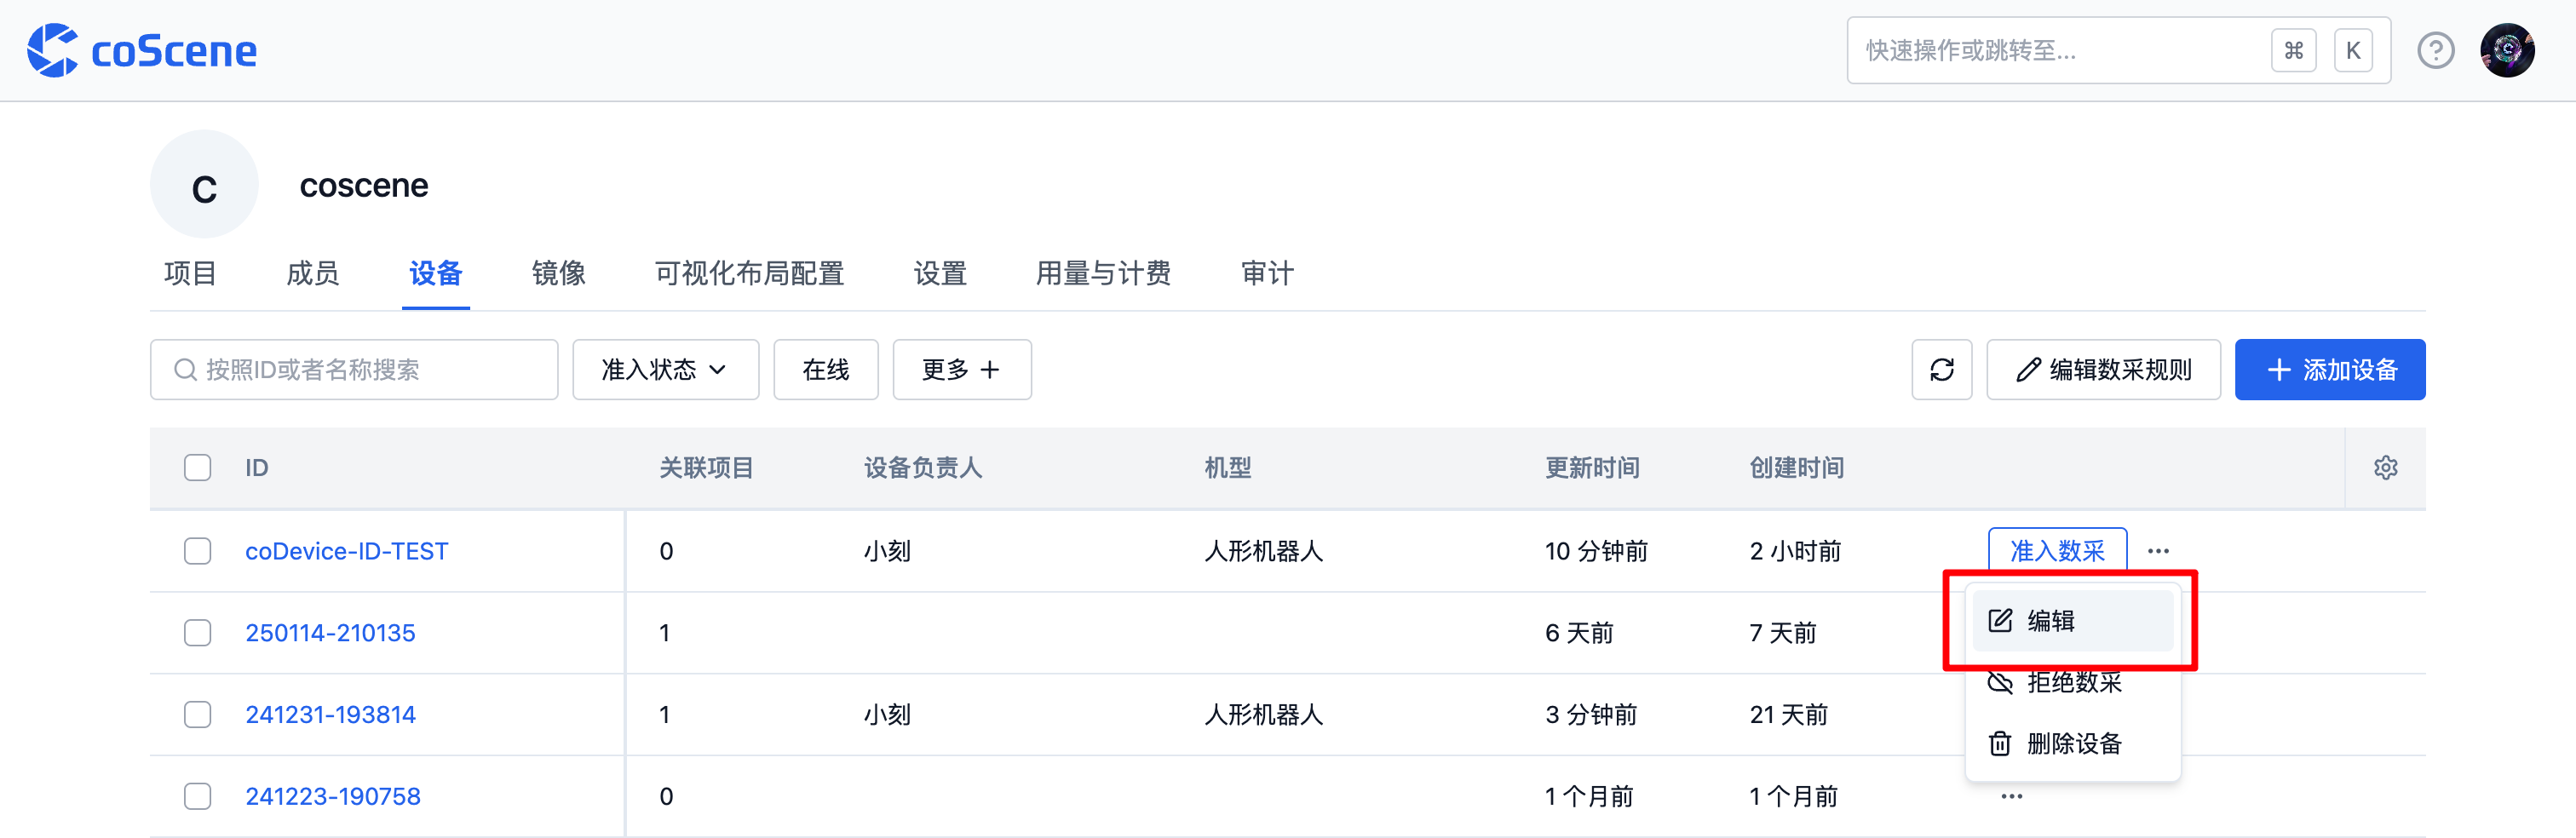 coScene
快速操作或跳转至... ⌘ K
C
coscene
项目 成员 设备 镜像 可视化布局配置 设置 用量与计费 审计
按照ID或者名称搜索 准入状态 在线 更多 编辑数采规则 添加设备
ID 关联项目 设备负责人 机型 更新时间 创建时间
coDevice-ID-TEST 0 小刻 人形机器人 10 分钟前 2 小时前 准入数采
250114-210135 1 6 天前 7 天前
编辑
拒绝数采
241231-193814 1 小刻 人形机器人 3 分钟前 21 天前
删除设备
241223-190758 0 1 个月前 1 个月前